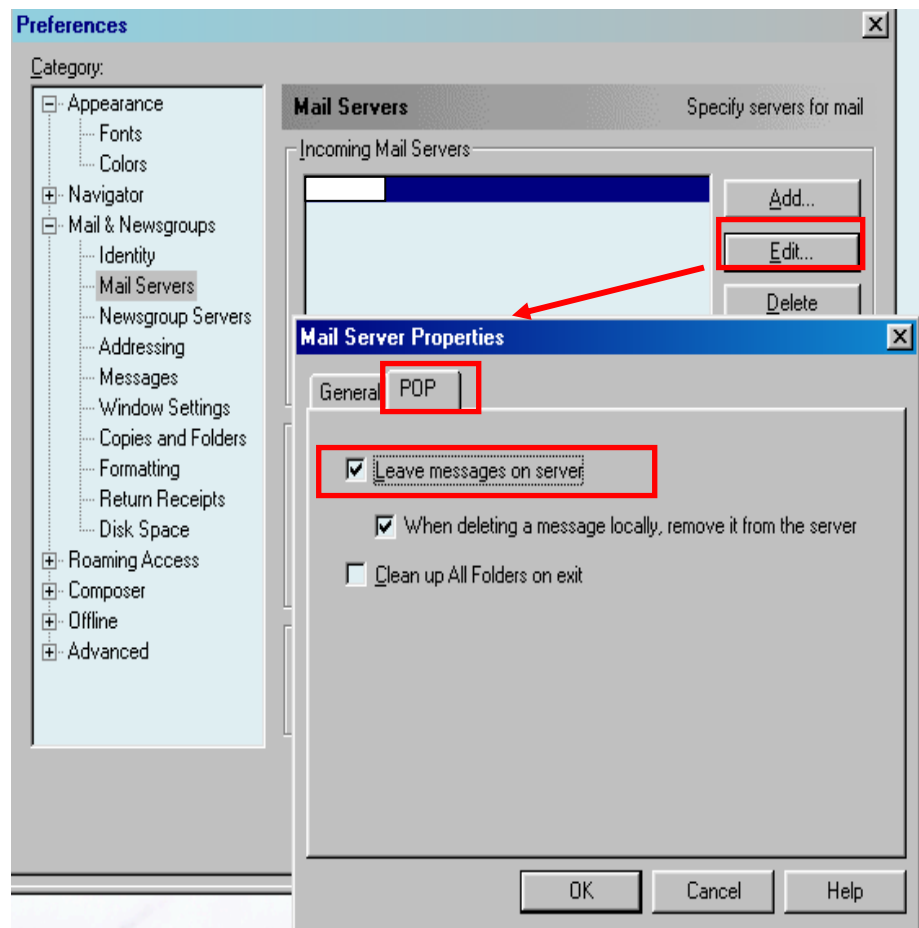 Preferences
Category:
Appearance
Fonts
Colors
Navigator
Mail & Newsgroups
Identity
Mail Servers
Newsgroup Servers
Addressing
Messages
Window Settings
Copies and Folders
Formatting
Return Receipts
Disk Space
Roaming Access
Composer
Offline
Advanced
Mail Servers Specify servers for mail
Incoming Mail Servers
Add...
Edit...
Delete
Mail Server Properties
General POP
Leave messages on server
When deleting a message locally, remove it from the server
Clean up All Folders on exit
OK Cancel Help